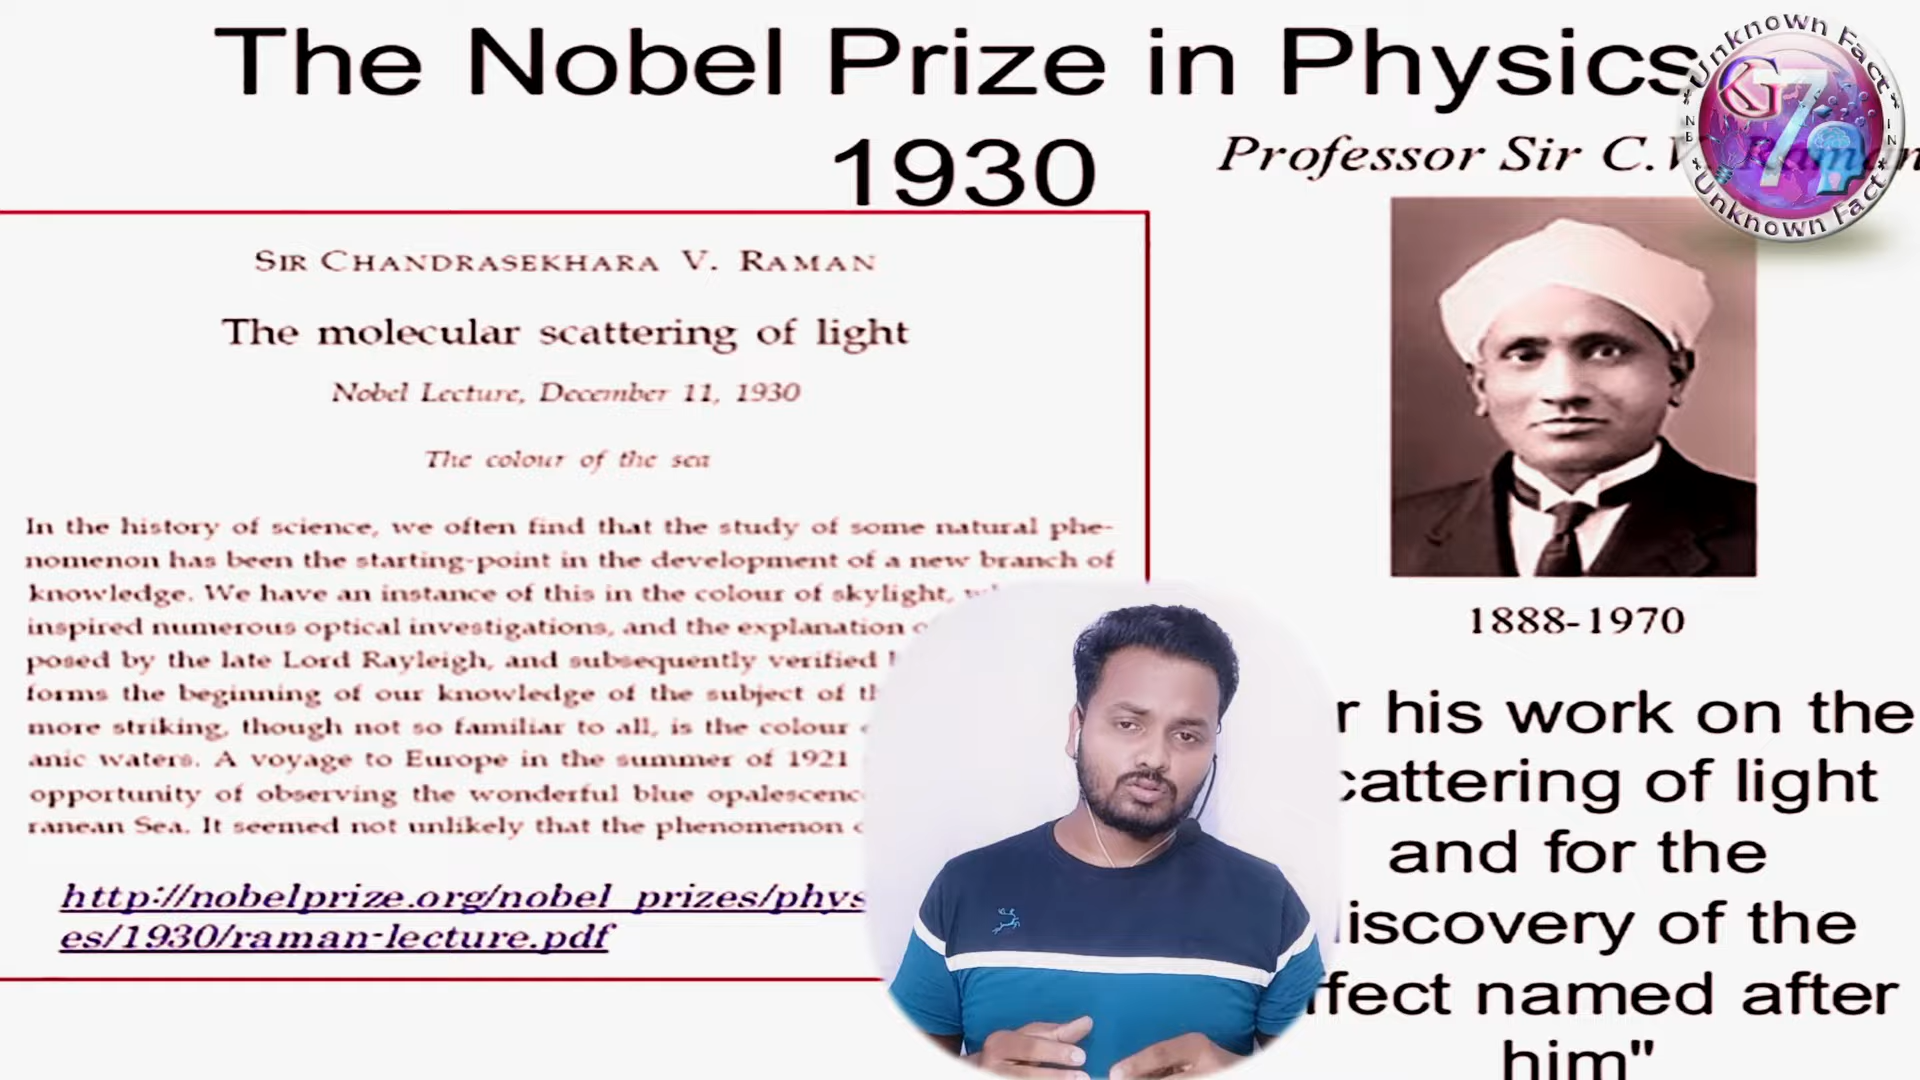 The Nobel Prize in Physics
1930
Professor Sir C.V. Raman
SIR CHANDRASEKHARA V. RAMAN
The molecular scattering of light
Nobel Lecture, December 11, 1930
The colour of the sea
In the history of science, we often find that the study of some natural phe-
nomenon has been the starting-point in the development of a new branch of
knowledge. We have an instance of this in the colour of skylight,
inspired numerous optical investigations, and the explanation
posed by the late Lord Rayleigh, and subsequently verified
forms the beginning of our knowledge of the subject of
more striking, though not so familiar to all, is the colour
anic waters. A voyage to Europe in the summer of 1921
opportunity of observing the wonderful blue opalescenc
ranean Sea. It seemed not unlikely that the phenomenon
http://nobelprize.org/nobel_prizes/phys
es/1930/raman-lecture.pdf
1888-1970
r his work on the
cattering of light
and for the
iscovery of the
ffect named after
him"
Unknown Fact
KG
7
NB
IN
Unknown Fact